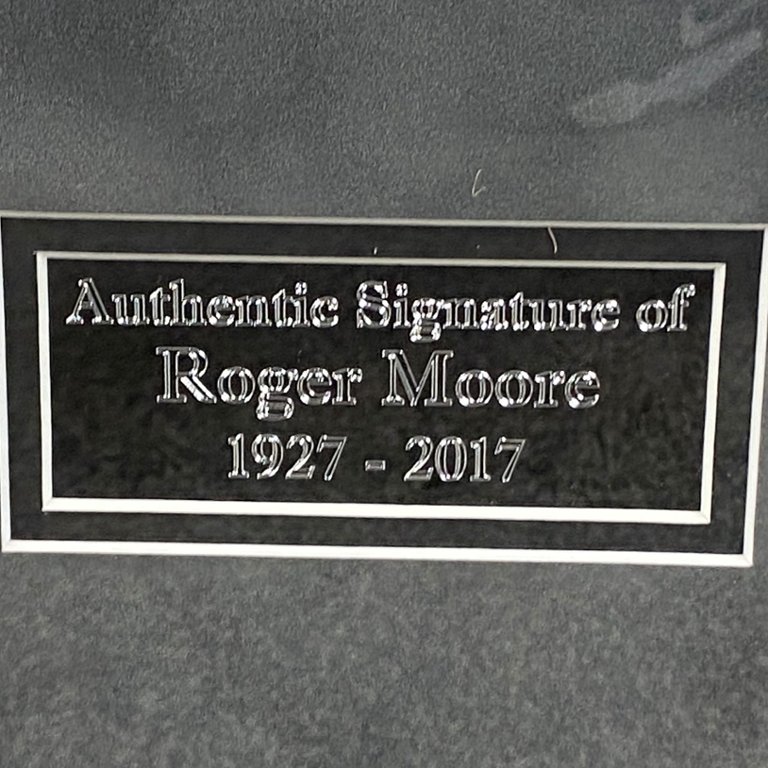 Authentic Signature of
Roger Moore
1927 - 2017